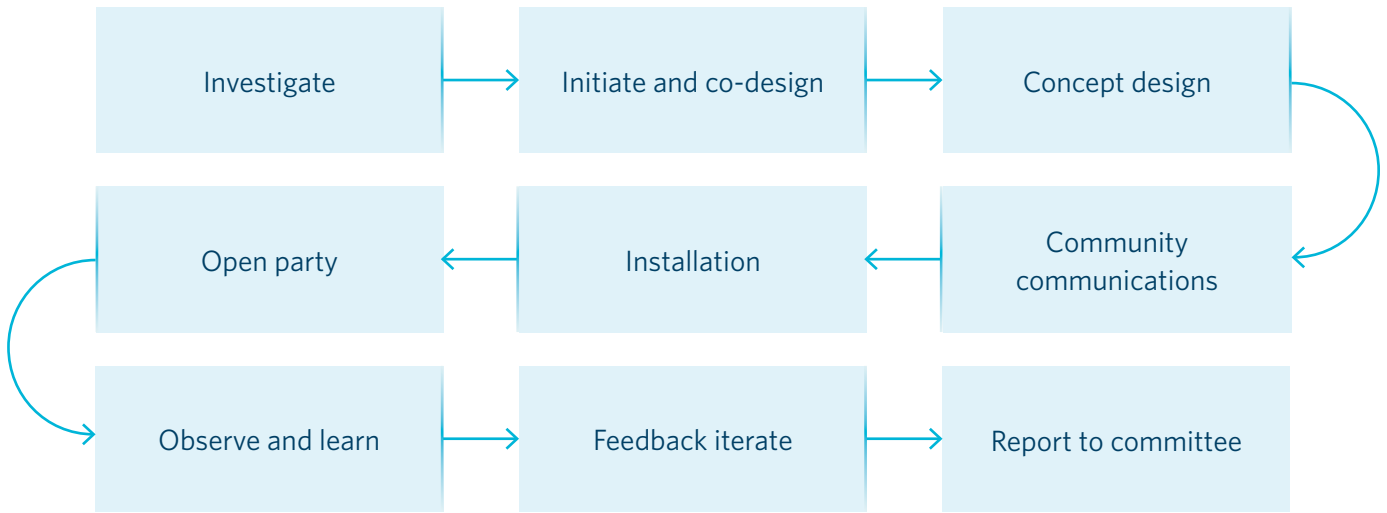 Investigate
Initiate and co-design
Concept design
Community
communications
Installation
Open party
Observe and learn
Feedback iterate
Report to committee